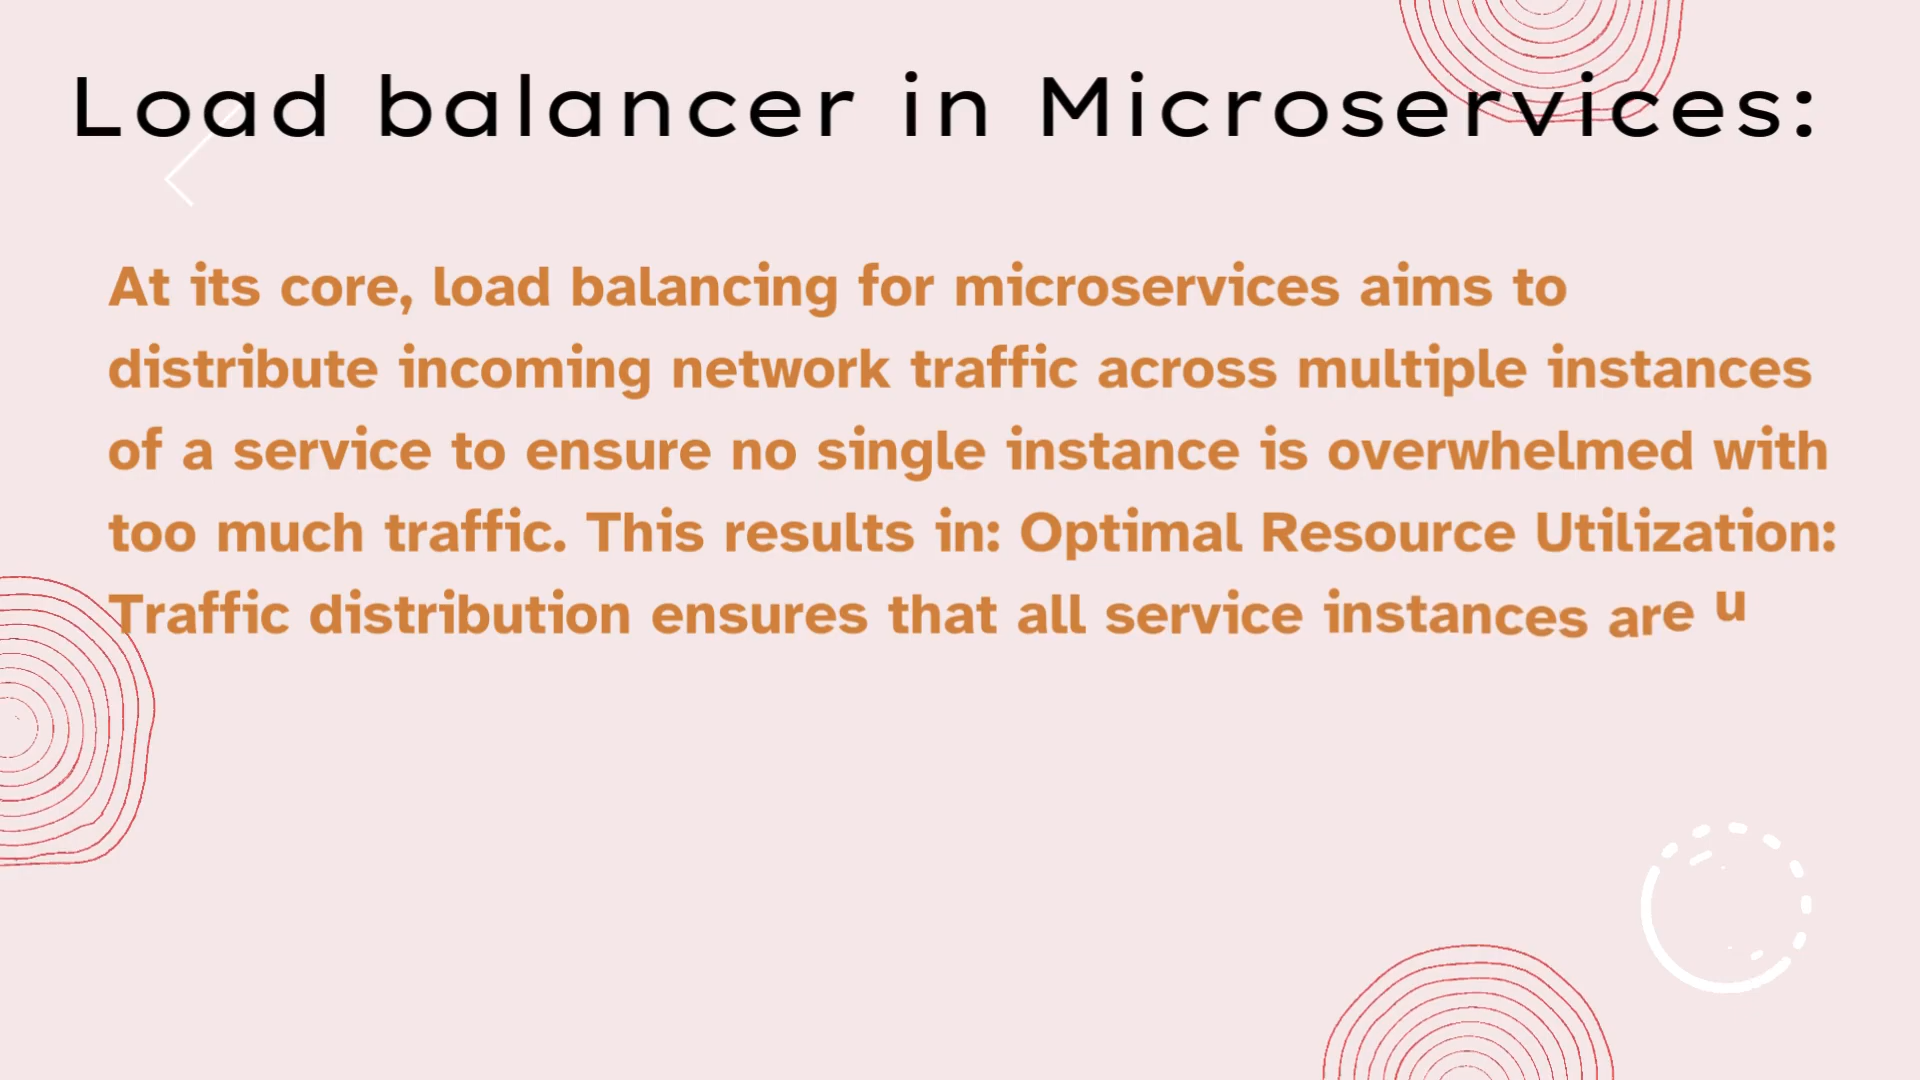 Load balancer in Microservices:
At its core, load balancing for microservices aims to
distribute incoming network traffic across multiple instances
of a service to ensure no single instance is overwhelmed with
too much traffic. This results in: Optimal Resource Utilization:
Traffic distribution ensures that all service instances are u